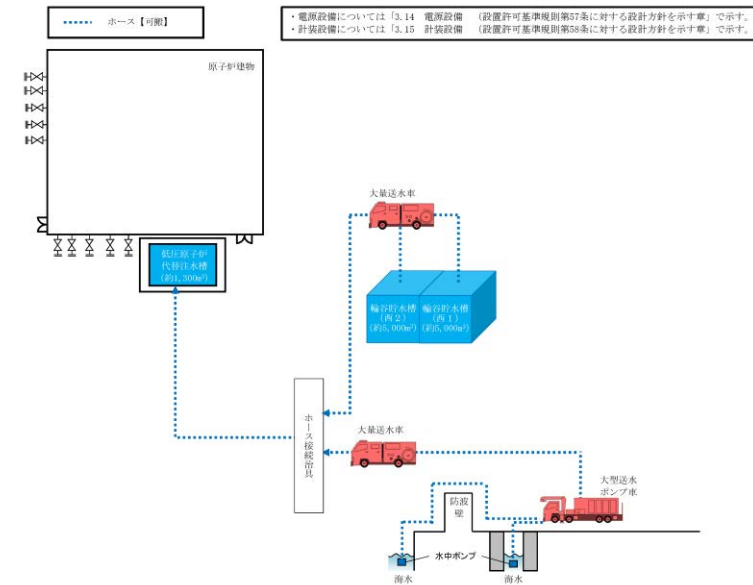 ホース【可搬】
・電源設備については「3.14　電源設備　（設置許可基準規則第57条に対する設計方針を示す章」で示す。
・計装設備については「3.15　計装設備　（設置許可基準規則第58条に対する設計方針を示す章」で示す。
原子炉建物
大量送水車
低圧原子炉
代替注水槽
(約1,300m³)
輪谷貯水槽
(西２)
(約5,000m³)
輪谷貯水槽
(西１)
(約5,000m³)
ホース接続治具
大量送水車
大型送水
ポンプ車
防波
壁
水中ポンプ
海水
海水